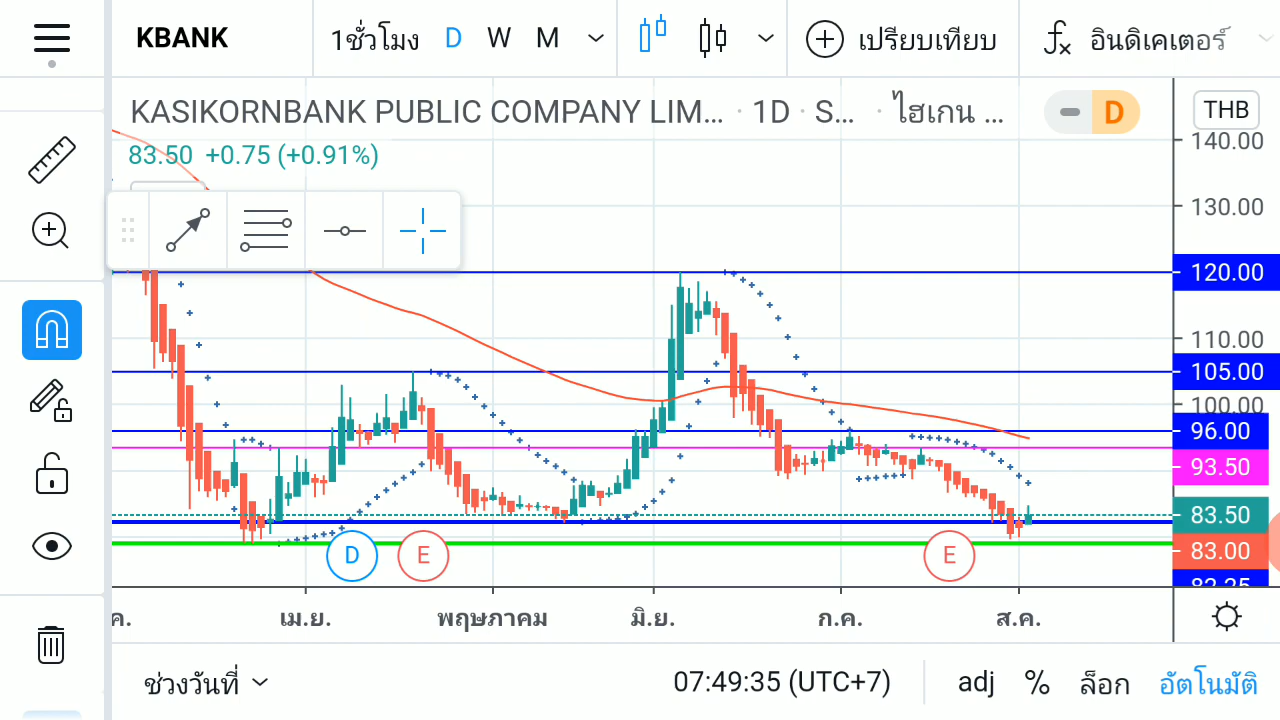 KBANK 1ชั่วโมง D W M เปรียบเทียบ อินดิเคเตอร์
KASIKORNBANK PUBLIC COMPANY LIM... · 1D · S... · ไฮเกน ... D THB
83.50 +0.75 (+0.91%)
140.00
130.00
120.00
110.00
105.00
100.00
96.00
93.50
83.50
83.00
D E E
เม.ย. พฤษภาคม มิ.ย. ก.ค. ส.ค.
ช่วงวันที่ 07:49:35 (UTC+7) adj % ล็อก อัตโนมัติ